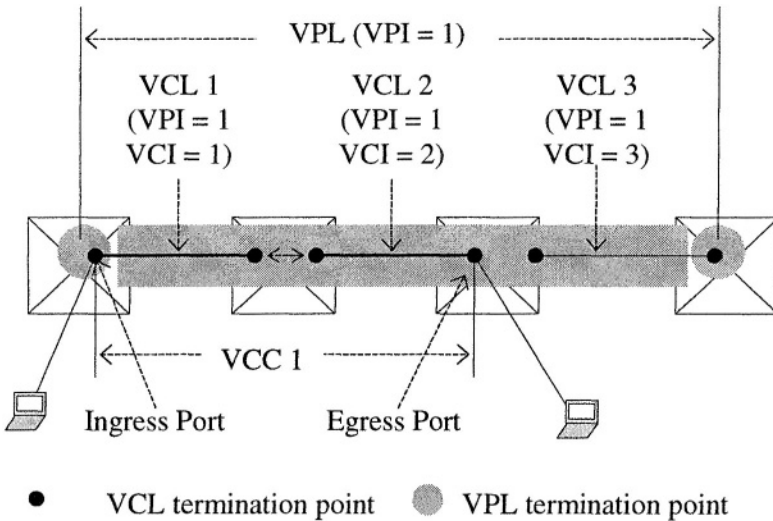 VPL (VPI = 1)
VCL 1
(VPI = 1
VCI = 1)
VCL 2
(VPI = 1
VCI = 2)
VCL 3
(VPI = 1
VCI = 3)
VCC 1
Ingress Port
Egress Port
VCL termination point
VPL termination point